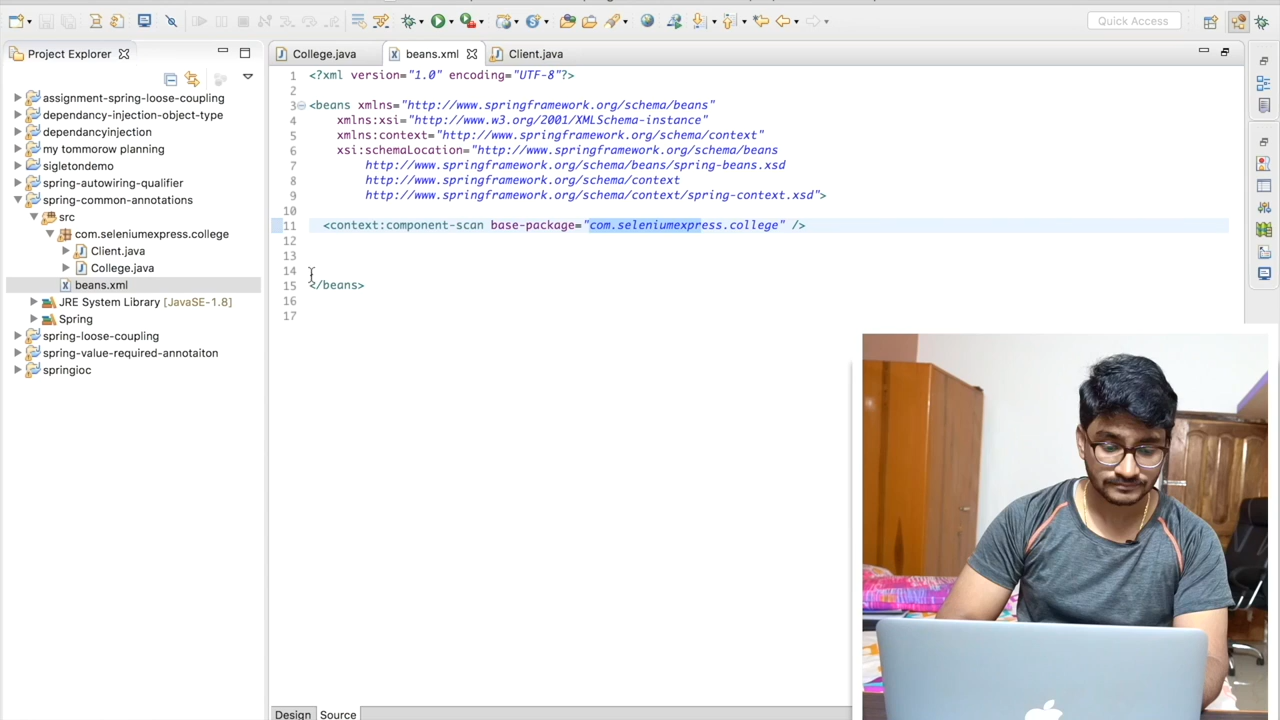 Quick Access
Project Explorer
College.java
beans.xml
Client.java
assignment-spring-loose-coupling
dependancy-injection-object-type
dependancyinjection
my tommorow planning
sigletondemo
spring-autowiring-qualifier
spring-common-annotations
src
com.seleniumexpress.college
Client.java
College.java
beans.xml
JRE System Library [JavaSE-1.8]
Spring
spring-loose-coupling
spring-value-required-annotaiton
springioc
1 <?xml version="1.0" encoding="UTF-8"?>
2
3 <beans xmlns="http://www.springframework.org/schema/beans"
4 xmlns:xsi="http://www.w3.org/2001/XMLSchema-instance"
5 xmlns:context="http://www.springframework.org/schema/context"
6 xsi:schemaLocation="http://www.springframework.org/schema/beans
7 http://www.springframework.org/schema/beans/spring-beans.xsd
8 http://www.springframework.org/schema/context
9 http://www.springframework.org/schema/context/spring-context.xsd">
10
11 <context:component-scan base-package="com.seleniumexpress.college" />
12
13
14
15 </beans>
16
17
Design Source